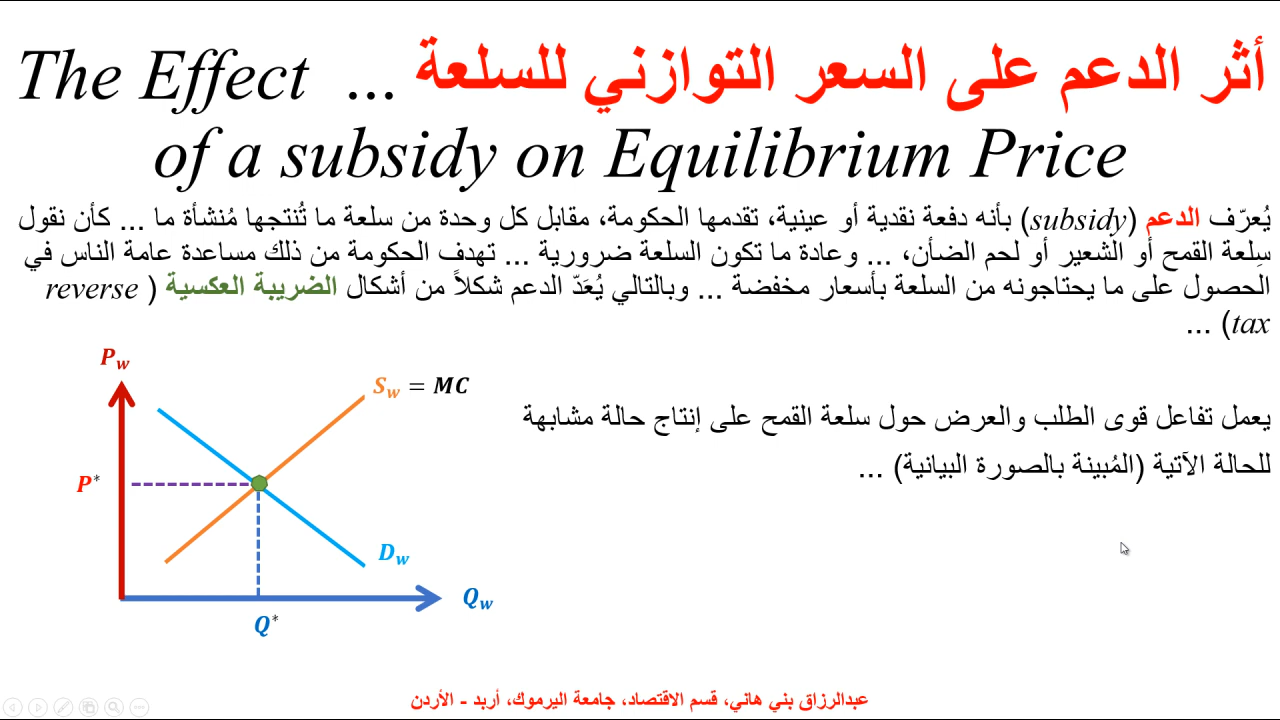 أثر الدعم على السعر التوازني للسلعة ... The Effect
of a subsidy on Equilibrium Price
يُعرّف الدعم (subsidy) بأنه دفعة نقدية أو عينية، تقدمها الحكومة، مقابل كل وحدة من سلعة ما تُنتجها مُنشأة ما ... كأن نقول
سِلعة القمح أو الشعير أو لحم الضأن، ... وعادة ما تكون السلعة ضرورية ... تهدف الحكومة من ذلك مساعدة عامة الناس في
الحصول على ما يحتاجونه من السلعة بأسعار مخفضة ... وبالتالي يُعَدّ الدعم شكلاً من أشكال الضريبة العكسية (reverse
tax) ...
يعمل تفاعل قوى الطلب والعرض حول سلعة القمح على إنتاج حالة مشابهة
للحالة الآتية (المُبينة بالصورة البيانية) ...
P_w
S_w = MC
P*
D_w
Q_w
Q*
عبدالرزاق بني هاني، قسم الاقتصاد، جامعة اليرموك، أربد - الأردن